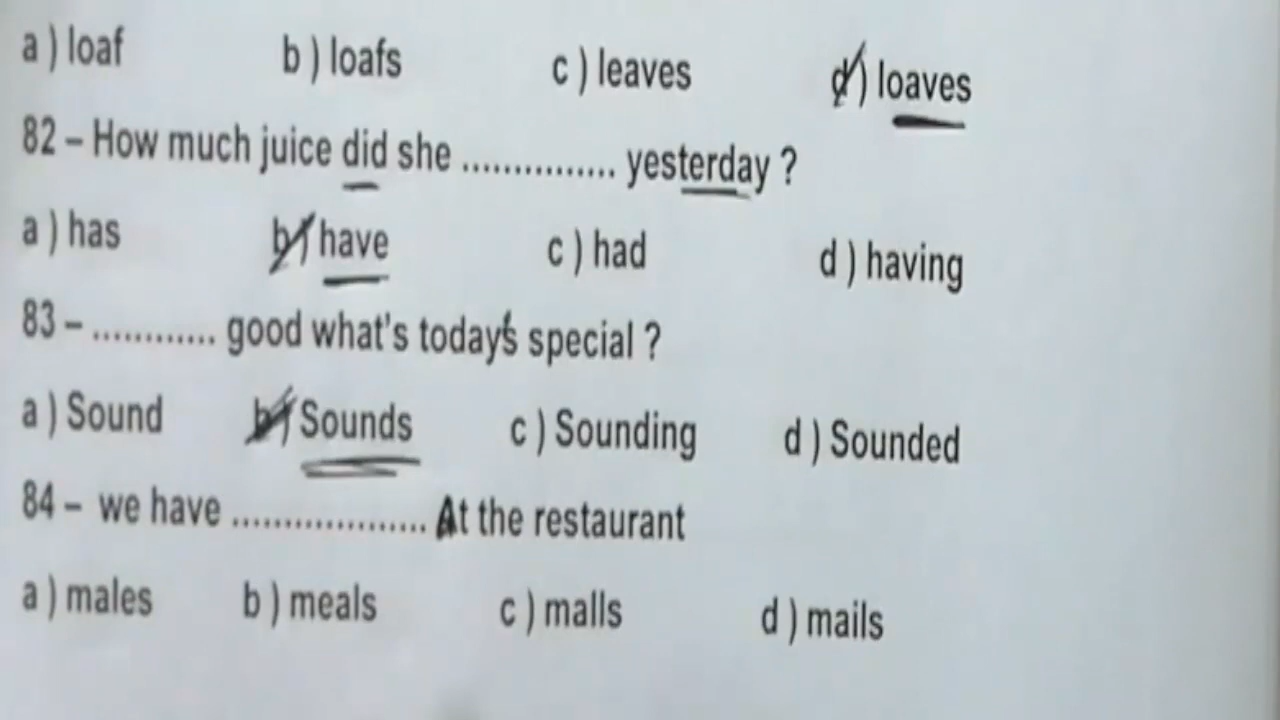 a ) loaf b ) loafs c ) leaves d ) loaves
82 – How much juice did she ............... yesterday ?
a ) has b ) have c ) had d ) having
83 – ............ good what's today's special ?
a ) Sound b ) Sounds c ) Sounding d ) Sounded
84 – we have ................... At the restaurant
a ) males b ) meals c ) malls d ) mails